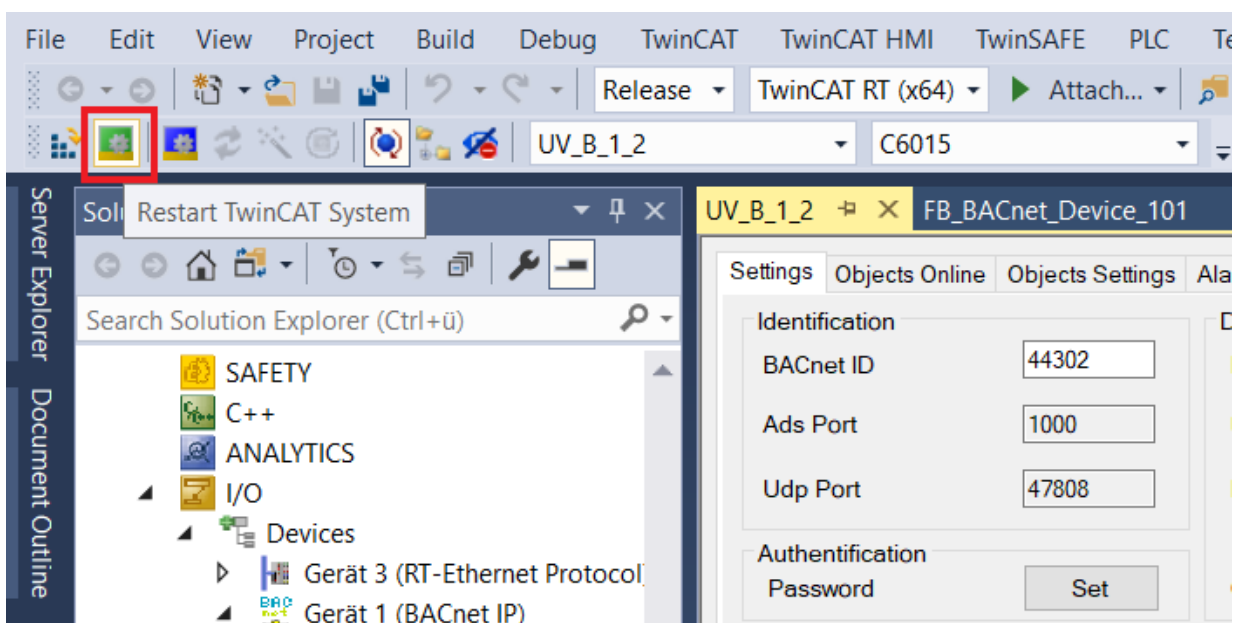 File Edit View Project Build Debug TwinCAT TwinCAT HMI TwinSAFE PLC
Release TwinCAT RT (x64) Attach...
UV_B_1_2 C6015
Restart TwinCAT System
Server Explorer
Document Outline
Search Solution Explorer (Ctrl+ü)
SAFETY
C++
ANALYTICS
I/O
Devices
Gerät 3 (RT-Ethernet Protocol
Gerät 1 (BACnet IP)
UV_B_1_2 FB_BACnet_Device_101
Settings Objects Online Objects Settings
Identification
BACnet ID 44302
Ads Port 1000
Udp Port 47808
Authentification
Password Set